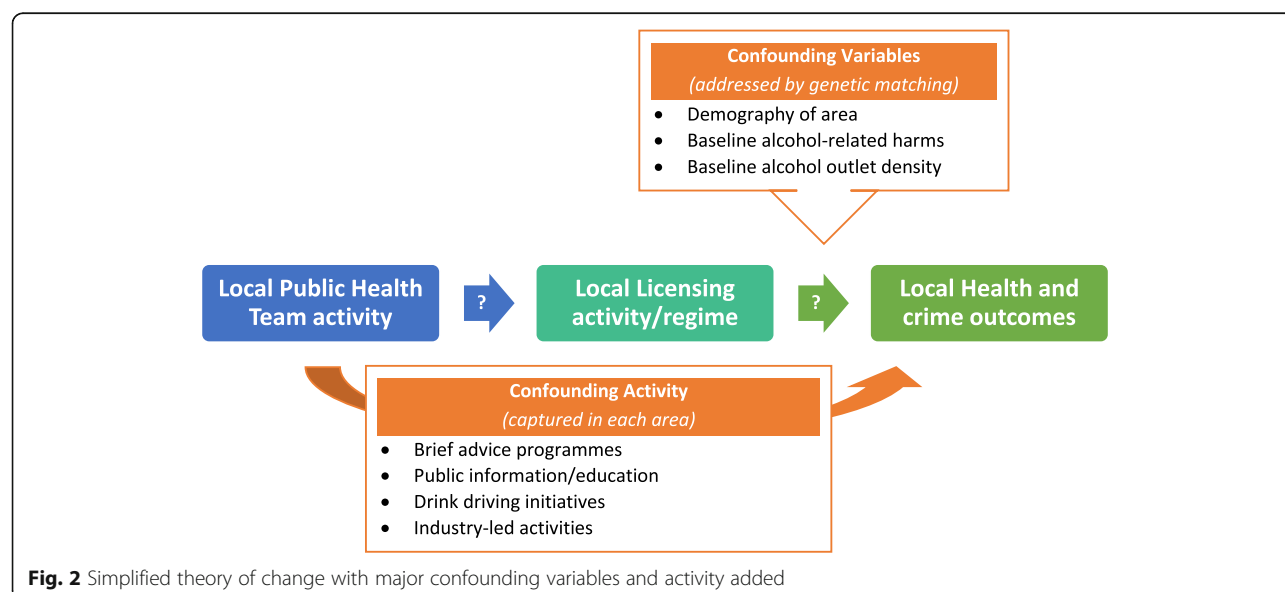 Confounding Variables
(addressed by genetic matching)
• Demography of area
• Baseline alcohol-related harms
• Baseline alcohol outlet density
Local Public Health
Team activity
?
Local Licensing
activity/regime
?
Local Health and
crime outcomes
Confounding Activity
(captured in each area)
• Brief advice programmes
• Public information/education
• Drink driving initiatives
• Industry-led activities
Fig. 2 Simplified theory of change with major confounding variables and activity added